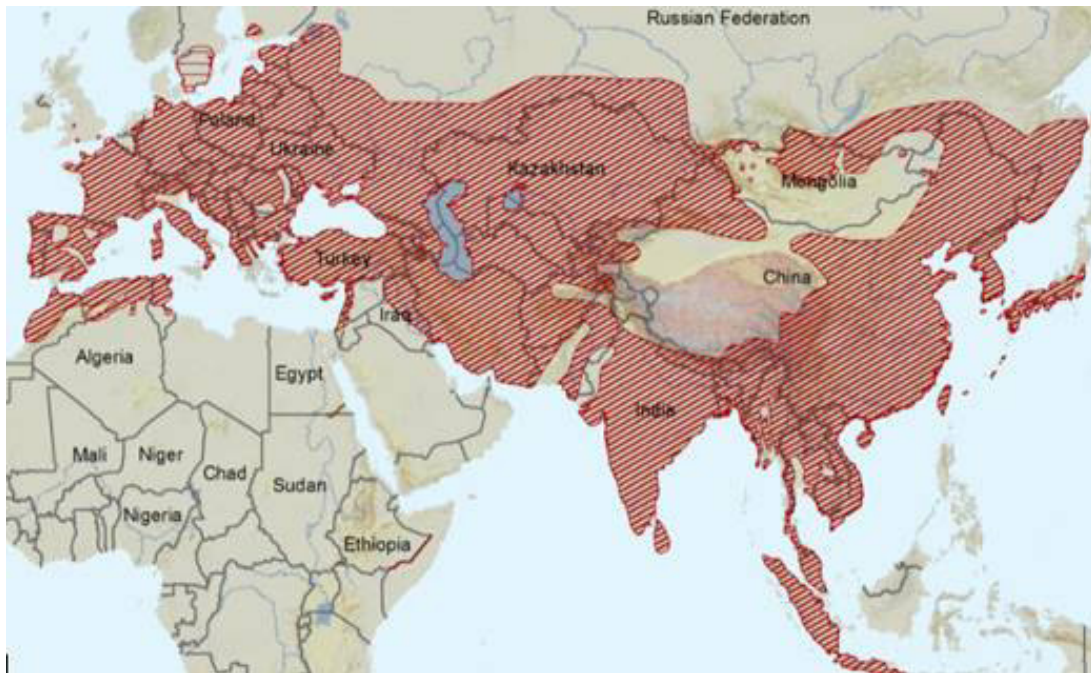 Russian Federation
Poland
Ukraine
Kazakhstan
Mongolia
Turkey
China
Iraq
Algeria
Egypt
India
Mali
Niger
Chad
Sudan
Nigeria
Ethiopia